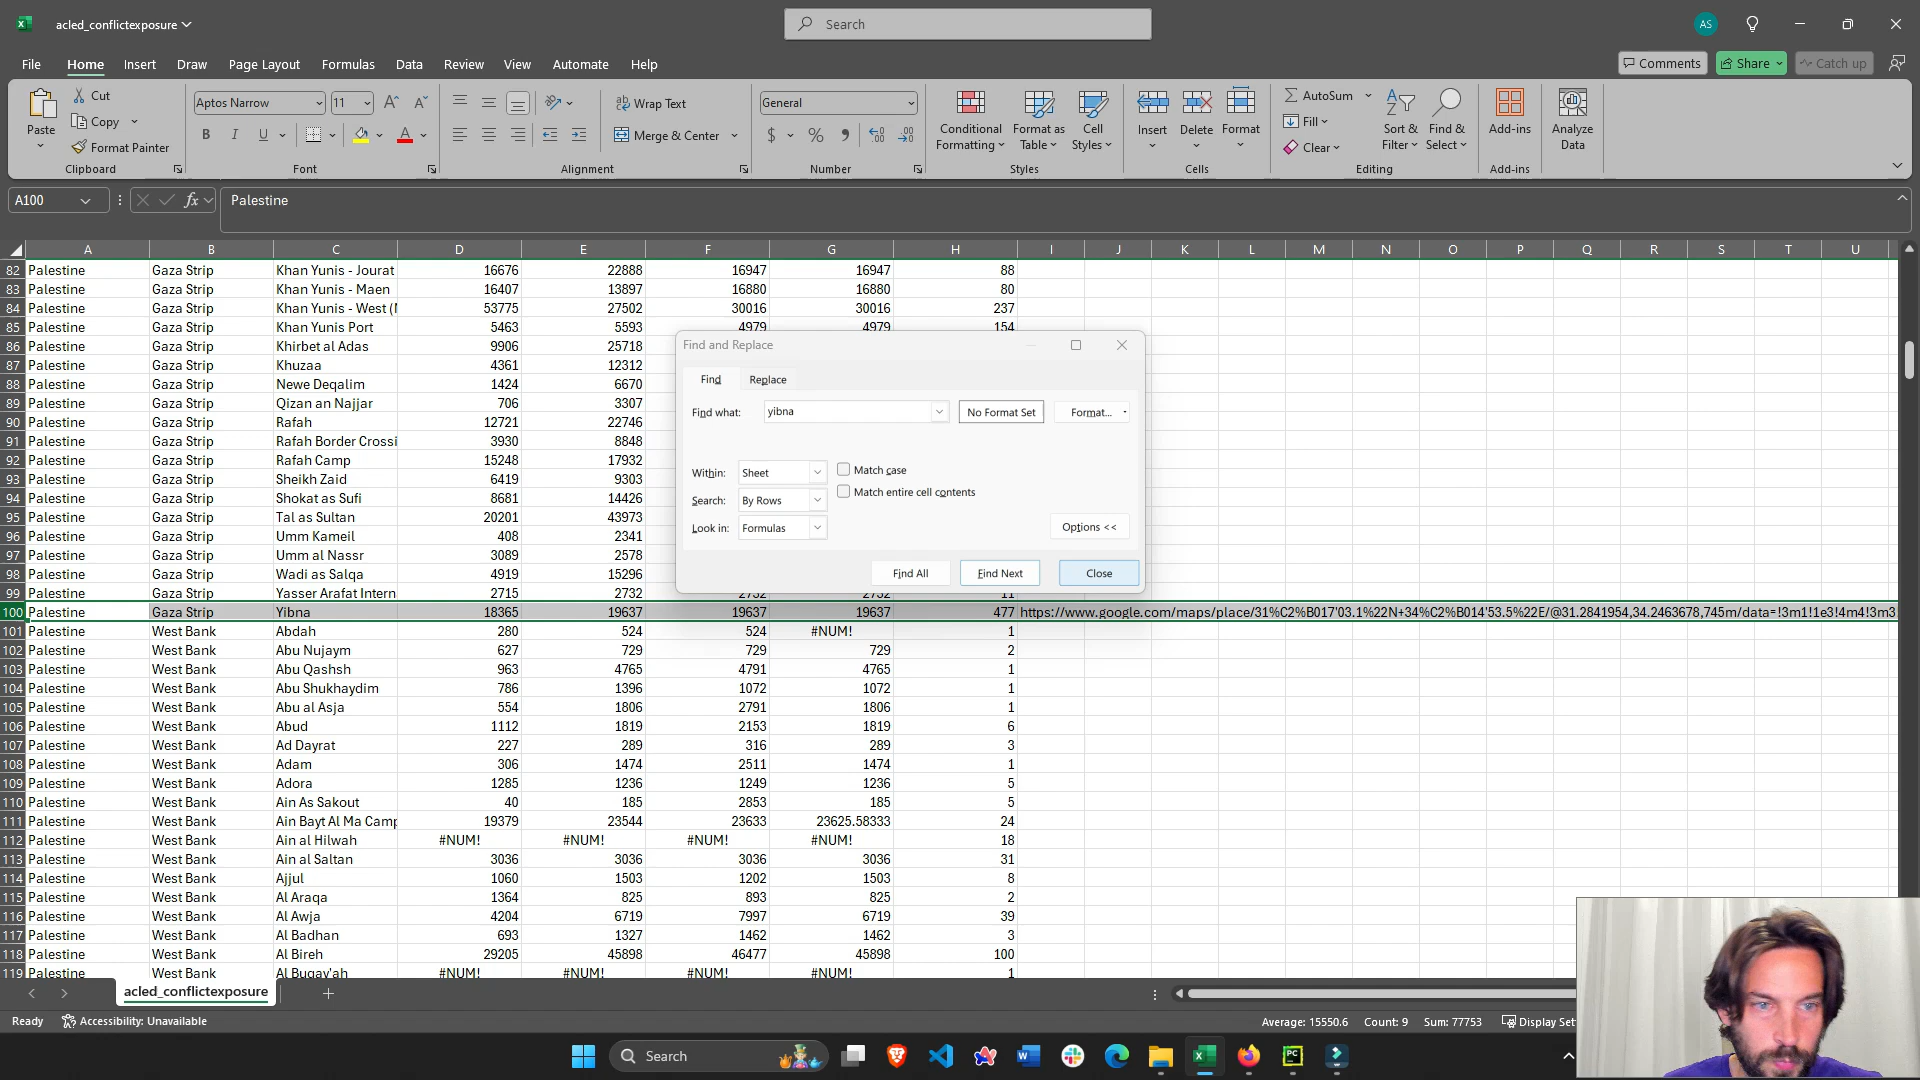 acled_conflictexposure
Search
AS
File Home Insert Draw Page Layout Formulas Data Review View Automate Help
Comments Share Catch up
Paste
Cut
Copy
Format Painter
Clipboard
Aptos Narrow 11
Font
Wrap Text
Merge & Center
Alignment
General
Number
Conditional Formatting
Format as Table
Cell Styles
Styles
Insert Delete Format
Cells
AutoSum
Fill
Clear
Sort & Filter
Find & Select
Editing
Add-ins
Add-ins
Analyze Data
A100 fx Palestine
A B C D E F G H I J K L M N O P Q R S T U
82 Palestine Gaza Strip Khan Yunis - Jourat 16676 22888 16947 16947 88
83 Palestine Gaza Strip Khan Yunis - Maen 16407 13897 16880 16880 80
84 Palestine Gaza Strip Khan Yunis - West ( 53775 27502 30016 30016 237
85 Palestine Gaza Strip Khan Yunis Port 5463 5593 4979 4979 154
86 Palestine Gaza Strip Khirbet al Adas 9906 25718
87 Palestine Gaza Strip Khuzaa 4361 12312
88 Palestine Gaza Strip Newe Deqalim 1424 6670
89 Palestine Gaza Strip Qizan an Najjar 706 3307
90 Palestine Gaza Strip Rafah 12721 22746
91 Palestine Gaza Strip Rafah Border Crossi 3930 8848
92 Palestine Gaza Strip Rafah Camp 15248 17932
93 Palestine Gaza Strip Sheikh Zaid 6419 9303
94 Palestine Gaza Strip Shokat as Sufi 8681 14426
95 Palestine Gaza Strip Tal as Sultan 20201 43973
96 Palestine Gaza Strip Umm Kameil 408 2341
97 Palestine Gaza Strip Umm al Nassr 3089 2578
98 Palestine Gaza Strip Wadi as Salqa 4919 15296
99 Palestine Gaza Strip Yasser Arafat Intern 2715 2732 2732 2732 11
100 Palestine Gaza Strip Yibna 18365 19637 19637 19637 477 https://www.google.com/maps/place/31%C2%B017'03.1%22N+34%C2%B014'53.5%22E/@31.2841954,34.2463678,745m/data=!3m1!1e3!4m4!3m3
101 Palestine West Bank Abdah 280 524 524 #NUM! 1
102 Palestine West Bank Abu Nujaym 627 729 729 729 2
103 Palestine West Bank Abu Qashsh 963 4765 4791 4765 1
104 Palestine West Bank Abu Shukhaydim 786 1396 1072 1072 1
105 Palestine West Bank Abu al Asja 554 1806 2791 1806 1
106 Palestine West Bank Abud 1112 1819 2153 1819 6
107 Palestine West Bank Ad Dayrat 227 289 316 289 3
108 Palestine West Bank Adam 306 1474 2511 1474 1
109 Palestine West Bank Adora 1285 1236 1249 1236 5
110 Palestine West Bank Ain As Sakout 40 185 2853 185 5
111 Palestine West Bank Ain Bayt Al Ma Camp 19379 23544 23633 23625.58333 24
112 Palestine West Bank Ain al Hilwah #NUM! #NUM! #NUM! #NUM! 18
113 Palestine West Bank Ain al Saltan 3036 3036 3036 3036 31
114 Palestine West Bank Ajjul 1060 1503 1202 1503 8
115 Palestine West Bank Al Araqa 1364 825 893 825 2
116 Palestine West Bank Al Awja 4204 6719 7997 6719 39
117 Palestine West Bank Al Badhan 693 1327 1462 1462 3
118 Palestine West Bank Al Bireh 29205 45898 46477 45898 100
119 Palestine West Bank Al Buqay'ah #NUM! #NUM! #NUM! #NUM! 1
Find and Replace
Find Replace
Find what: yibna No Format Set Format...
Within: Sheet Match case
Search: By Rows Match entire cell contents
Look in: Formulas Options <<
Find All Find Next Close
acled_conflictexposure
Ready Accessibility: Unavailable Average: 15550.6 Count: 9 Sum: 77753 Display Set
Search